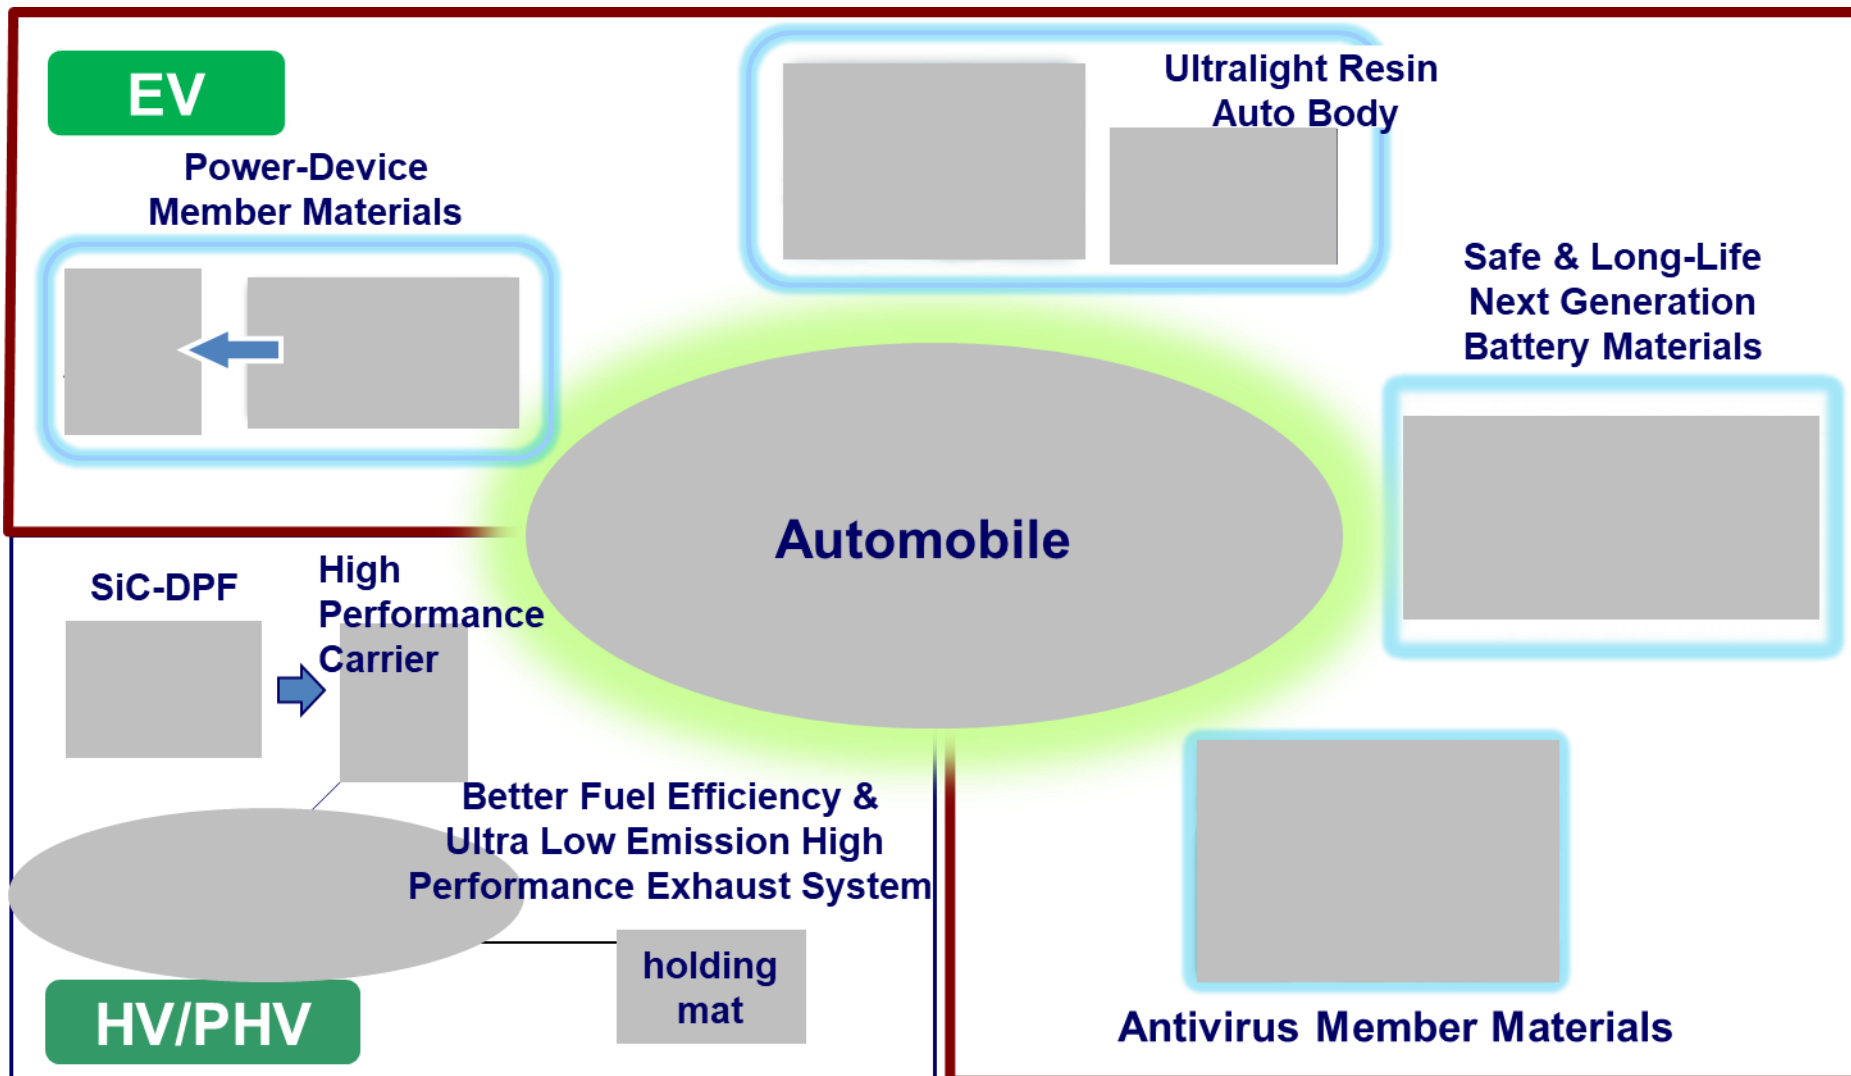 EV
Power-Device
Member Materials
Ultralight Resin
Auto Body
Safe & Long-Life
Next Generation
Battery Materials
Automobile
SiC-DPF
High
Performance
Carrier
Better Fuel Efficiency &
Ultra Low Emission High
Performance Exhaust System
holding
mat
HV/PHV
Antivirus Member Materials